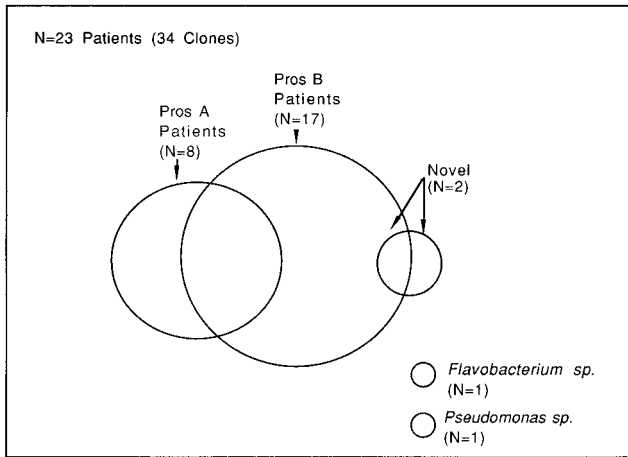 N=23 Patients (34 Clones)
Pros B
Patients
(N=17)
Pros A
Patients
(N=8)
Novel
(N=2)
Flavobacterium sp.
(N=1)
Pseudomonas sp.
(N=1)